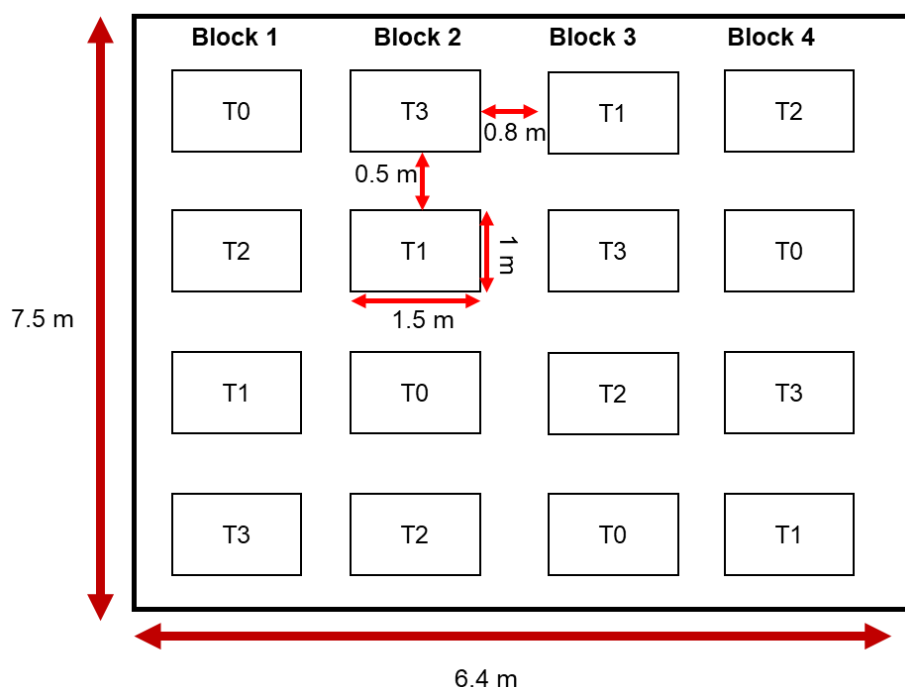 Block 1 Block 2 Block 3 Block 4
T0 T3 T1 T2
0.8 m
0.5 m
T2 T1 T3 T0
1 m
1.5 m
7.5 m
T1 T0 T2 T3
T3 T2 T0 T1
6.4 m